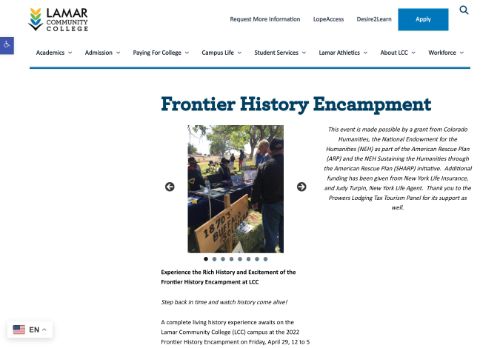 LAMAR
COMMUNITY
COLLEGE
Request More Information LopeAccess Desire2Learn Apply
Academics Admission Paying For College Campus Life Student Services Lamar Athletics About LCC Workforce
Frontier History Encampment
This event is made possible by a grant from Colorado
Humanities, the National Endowment for the
Humanities (NEH) as part of the American Rescue Plan
(ARP) and the NEH Sustaining the Humanities through
the American Rescue Plan (SHARP) initiative. Additional
funding has been given from New York Life Insurance,
and Judy Turpin, New York Life Agent. Thank you to the
Prowers Lodging Tax Tourism Panel for its support as
well.
Experience the Rich History and Excitement of the
Frontier History Encampment at LCC
Step back in time and watch history come alive!
A complete living history experience awaits on the
Lamar Community College (LCC) campus at the 2022
Frontier History Encampment on Friday, April 29, 12 to 5
EN